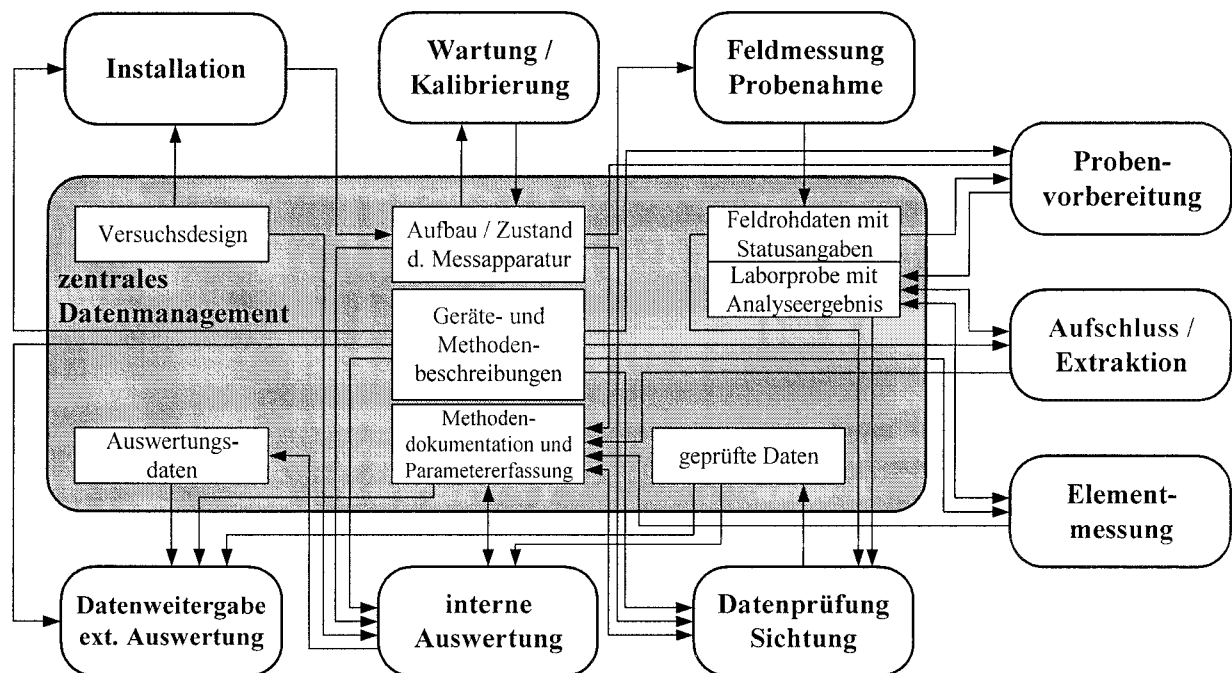 Installation
Wartung /
Kalibrierung
Feldmessung
Probenahme
Proben-
vorbereitung
Versuchsdesign
Aufbau / Zustand
d. Messapparatur
Feldrohdaten mit
Statusangaben
Laborprobe mit
Analyseergebnis
zentrales
Datenmanagement
Geräte- und
Methoden-
beschreibungen
Aufschluss /
Extraktion
Auswertungs-
daten
Methoden-
dokumentation und
Parametererfassung
geprüfte Daten
Element-
messung
Datenweitergabe
ext. Auswertung
interne
Auswertung
Datenprüfung
Sichtung